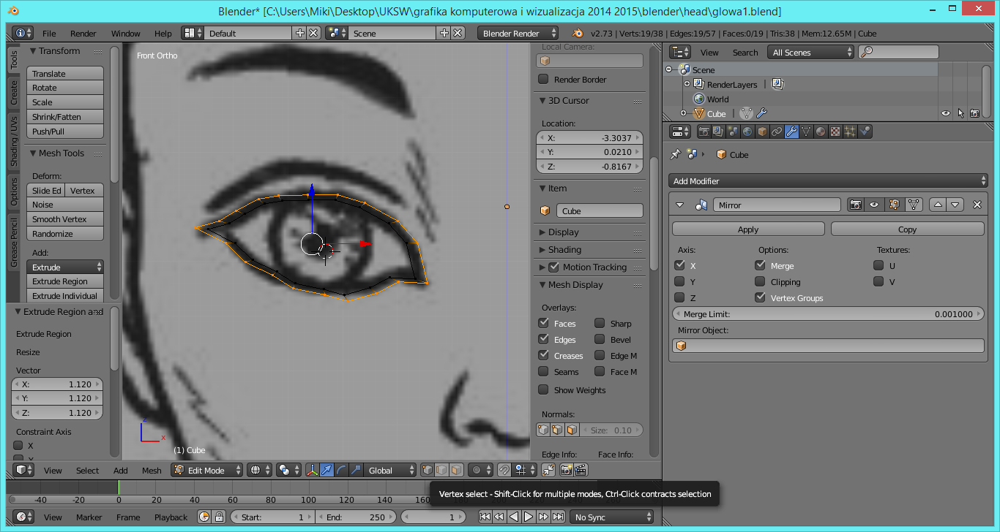 Blender* [C:\Users\Miki\Desktop\UKSW\grafika komputerowa i wizualizacja 2014 2015\blender\head\glowa1.blend]
File Render Window Help Default Scene Blender Render v2.73 | Verts:19/38 | Edges:19/57 | Faces:0/19 | Tris:38 | Mem:12.65M | Cube
Tools
Create
Shading / UVs
Options
Grease Pencil
Transform
Translate
Rotate
Scale
Shrink/Fatten
Push/Pull
Mesh Tools
Deform:
Slide Ed Vertex
Noise
Smooth Vertex
Randomize
Add:
Extrude
Extrude Region
Extrude Individual
Extrude Region and
Extrude Region
Resize
Vector
X: 1.120
Y: 1.120
Z: 1.120
Constraint Axis
X
Y
Front Ortho
z
x
(1) Cube
Local Camera:
Render Border
3D Cursor
Location:
X: -3.3037
Y: 0.0210
Z: -0.8167
Item
Cube
Display
Shading
Motion Tracking
Mesh Display
Overlays:
Faces Sharp
Edges Bevel
Creases Edge M
Seams Face M
Show Weights
Normals:
Size: 0.10
Edge Info: Face Info:
View Search All Scenes
Scene
RenderLayers
World
Cube
Cube
Add Modifier
Mirror
Apply Copy
Axis: Options: Textures:
X Merge U
Y Clipping V
Z Vertex Groups
Merge Limit: 0.001000
Mirror Object:
View Select Add Mesh Edit Mode Global
Vertex select - Shift-Click for multiple modes, Ctrl-Click contracts selection
-40 -20 0 20 40 60 80 100 120 140 160
View Marker Frame Playback Start: 1 End: 250 1 No Sync